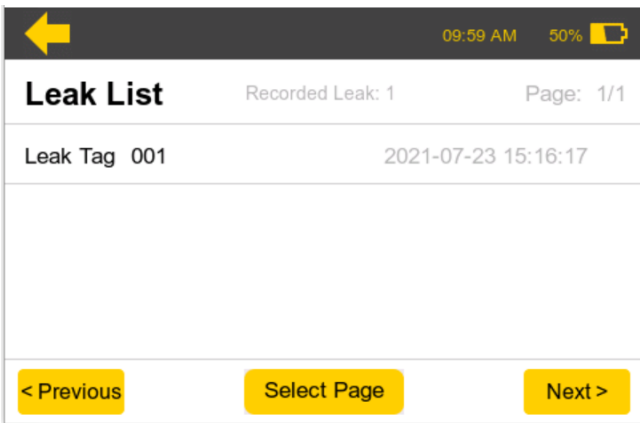 09:59 AM 50%
Leak List Recorded Leak: 1 Page: 1/1
Leak Tag 001 2021-07-23 15:16:17
< Previous Select Page Next >